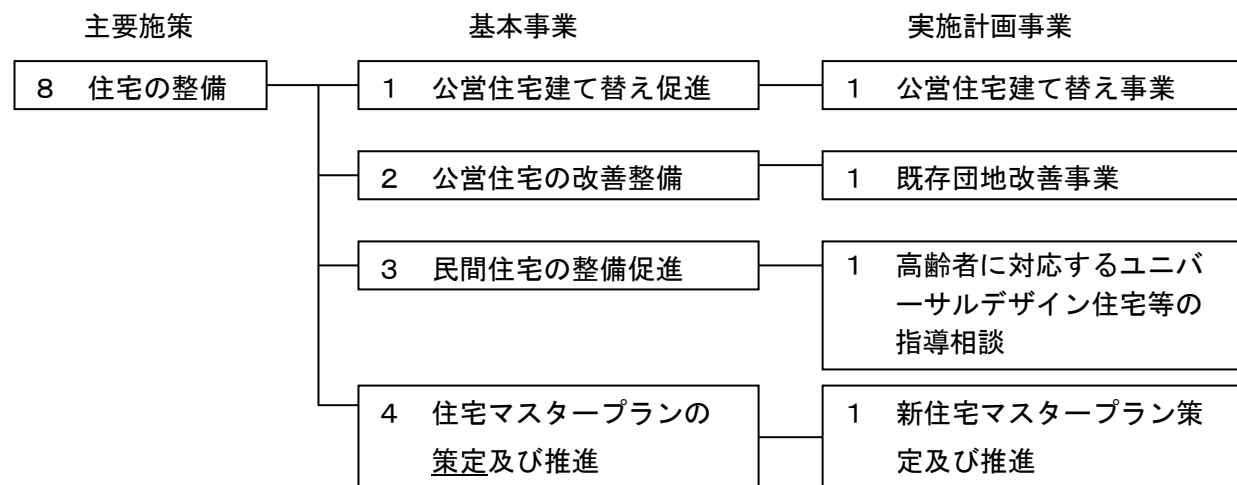 主要施策 基本事業 実施計画事業
8 住宅の整備 1 公営住宅建て替え促進 1 公営住宅建て替え事業
2 公営住宅の改善整備 1 既存団地改善事業
3 民間住宅の整備促進
1 高齢者に対応するユニバ
ーサルデザイン住宅等の
指導相談
4 住宅マスタープランの
策定及び推進
1 新住宅マスタープラン策
定及び推進